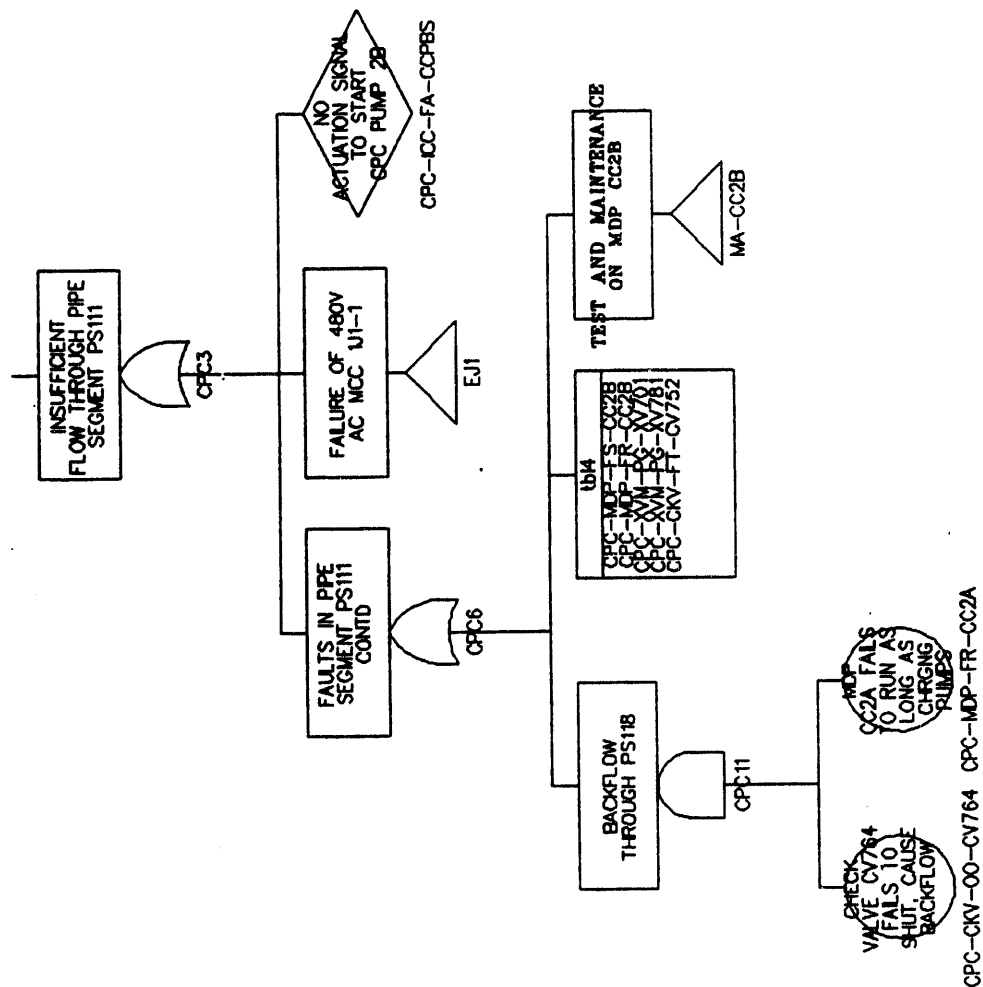 INSUFFICIENT
FLOW THROUGH PIPE
SEGMENT PS111
CPC3
FAULTS IN PIPE
SEGMENT PS111
CONTD
CPC6
FAILURE OF 480V
AC MCC 1J1-1
EJ1
NO
ACTUATION SIGNAL
TO START
CPC PUMP 2B
CPC-ICC-FA-CCPBS
BACKFLOW
THROUGH PS118
CPC11
tbl4
CPC-MDP-FS-CC2B
CPC-MDP-FR-CC2B
CPC-XVM-PG-XV701
CPC-XVM-PG-XV781
CPC-CKV-FT-CV752
TEST AND MAINTENANCE
ON MDP CC2B
MA-CC2B
CHECK
VALVE CV764
FAILS TO
SHUT, CAUSE
BACKFLOW
CPC-CKV-OO-CV764
MDP
CC2A FAILS
TO RUN AS
LONG AS
CHRGNG
PUMPS
CPC-MDP-FR-CC2A